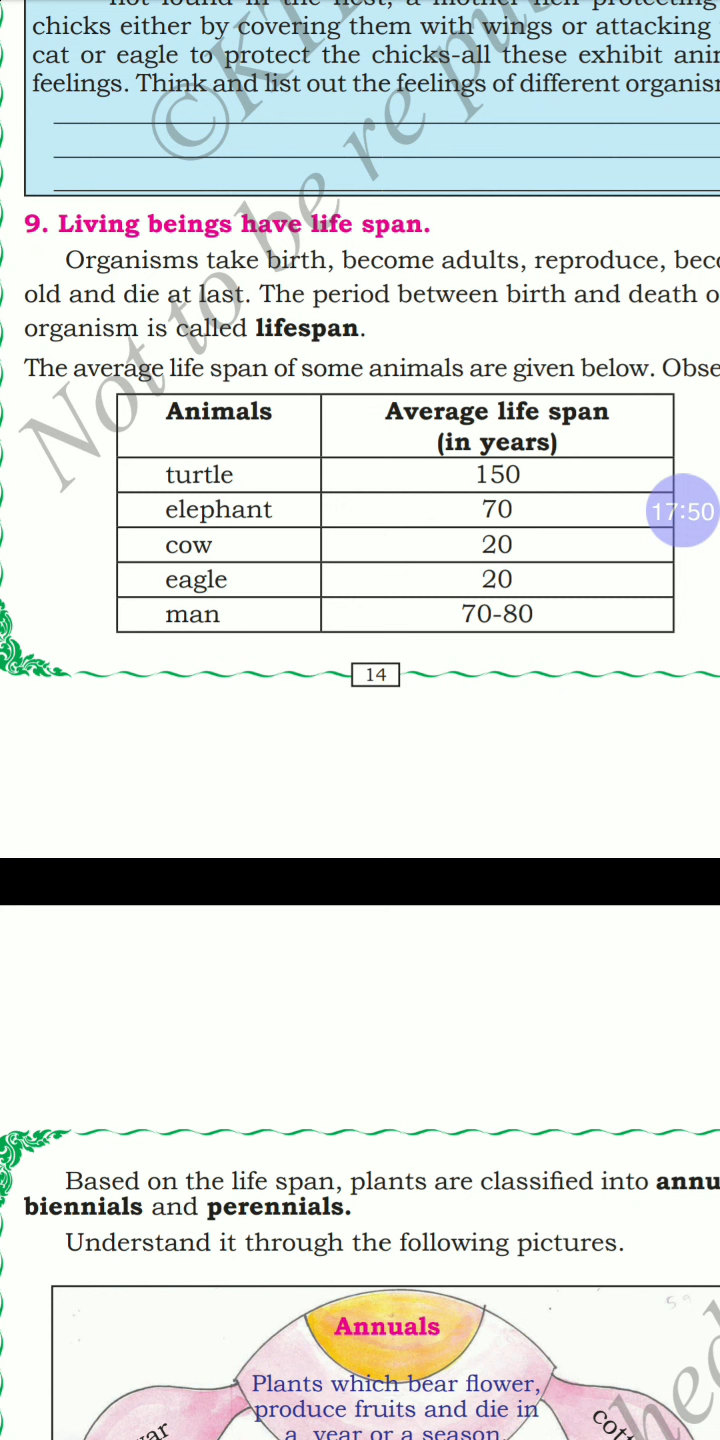 chicks either by covering them with wings or attacking
cat or eagle to protect the chicks-all these exhibit
feelings. Think and list out the feelings of different
9. Living beings have life span.
Organisms take birth, become adults, reproduce,
old and die at last. The period between birth and death
organism is called lifespan.
The average life span of some animals are given below.
Animals Average life span
(in years)
turtle 150
elephant 70
17:50
cow 20
eagle 20
man 70-80
14
Based on the life span, plants are classified into
biennials and perennials.
Understand it through the following pictures.
Annuals
Plants which bear flower,
produce fruits and die in
a year or a season.
Not to be re